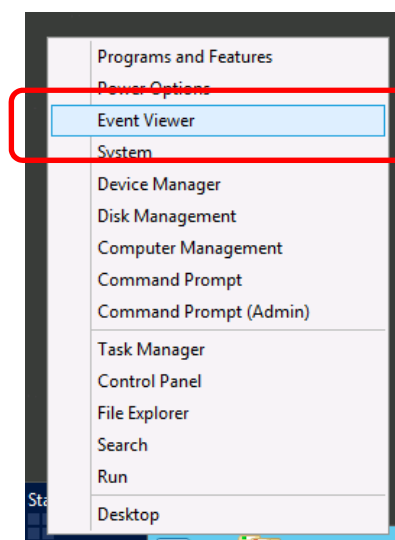 Programs and Features
Power Options
Event Viewer
System
Device Manager
Disk Management
Computer Management
Command Prompt
Command Prompt (Admin)
Task Manager
Control Panel
File Explorer
Search
Run
Sta
Desktop